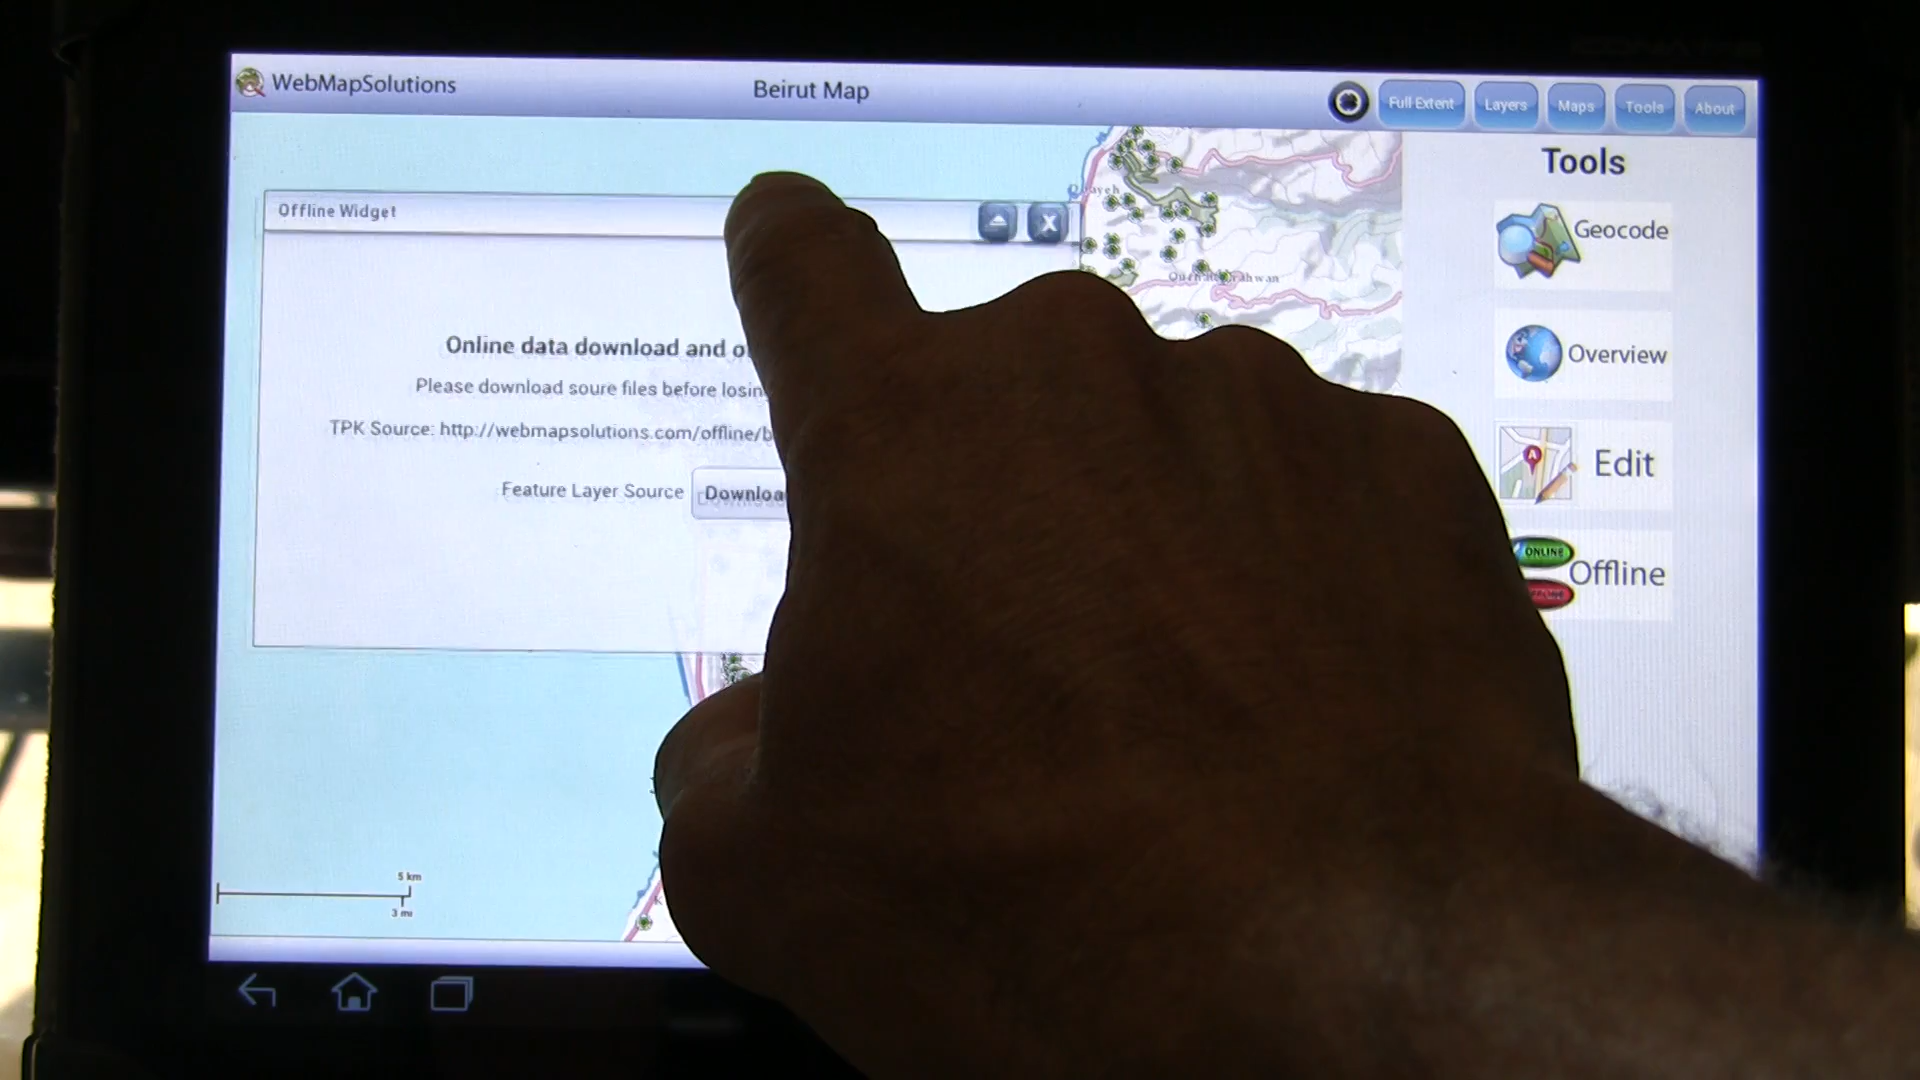 WebMapSolutions
Beirut Map
Full Extent
Layers
Maps
Tools
About
Tools
Offline Widget
X
Geocode
Online data download and
Overview
Please download soure files before
TPK Source: http://webmapsolutions.com/offline/b
A
Edit
Feature Layer Source
ONLINE
Offline
5 km
3 mi